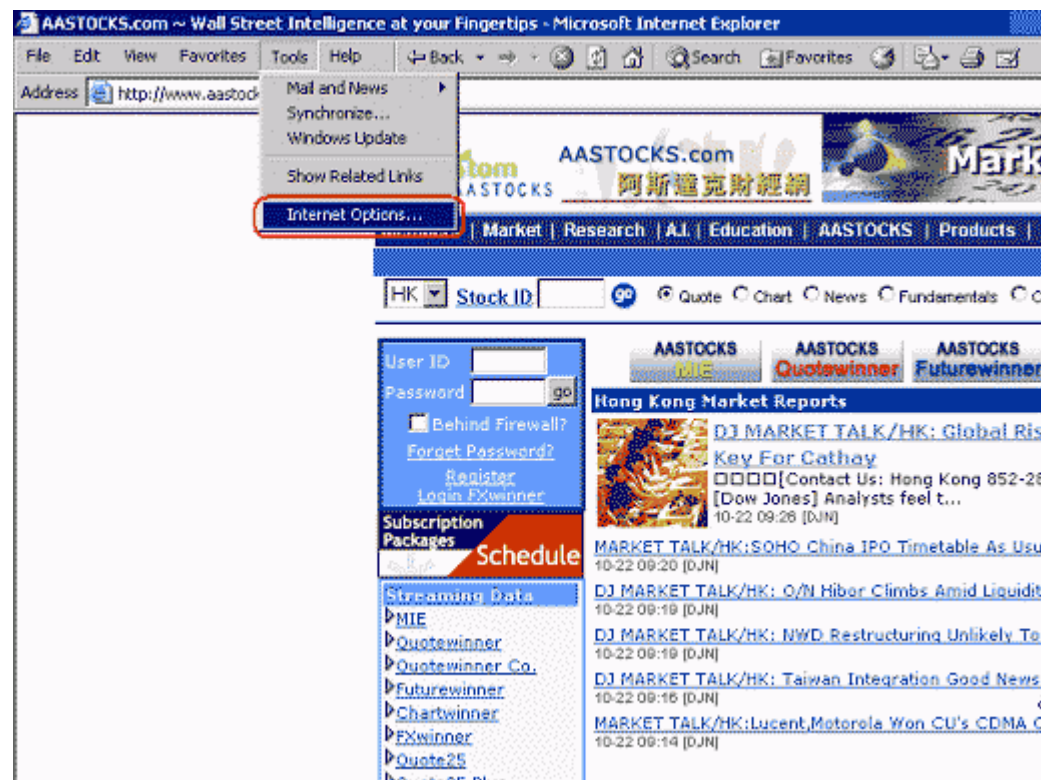 AASTOCKS.com ~ Wall Street Intelligence at your Fingertips - Microsoft Internet Explorer
File Edit View Favorites Tools Help Back Search Favorites
Address http://www.aastock
Mail and News
Synchronize...
Windows Update
Show Related Links
Internet Options...
tom
AASTOCKS
AASTOCKS.com
阿斯達克財經網
Mark
| Market | Research | A.I. | Education | AASTOCKS | Products |
HK Stock ID go Quote Chart News Fundamentals
User ID
Password go
Behind Firewall?
Forget Password?
Register
Login FXwinner
Subscription
Packages
Schedule
Streaming Data
MIE
Quotewinner
Quotewinner Co.
Futurewinner
Chartwinner
FXwinner
Quote25
Quote25 Plus
AASTOCKS
MIE
AASTOCKS
Quotewinner
AASTOCKS
Futurewinner
Hong Kong Market Reports
DJ MARKET TALK/HK: Global Ris
Key For Cathay
□□□□[Contact Us: Hong Kong 852-28
[Dow Jones] Analysts feel t...
10-22 09:26 [DJN]
MARKET TALK/HK:SOHO China IPO Timetable As Usu
10-22 09:20 [DJN]
DJ MARKET TALK/HK: O/N Hibor Climbs Amid Liquidit
10-22 09:19 [DJN]
DJ MARKET TALK/HK: NWD Restructuring Unlikely To
10-22 09:19 [DJN]
DJ MARKET TALK/HK: Taiwan Integration Good News
10-22 09:16 [DJN]
MARKET TALK/HK:Lucent,Motorola Won CU's CDMA C
10-22 09:14 [DJN]